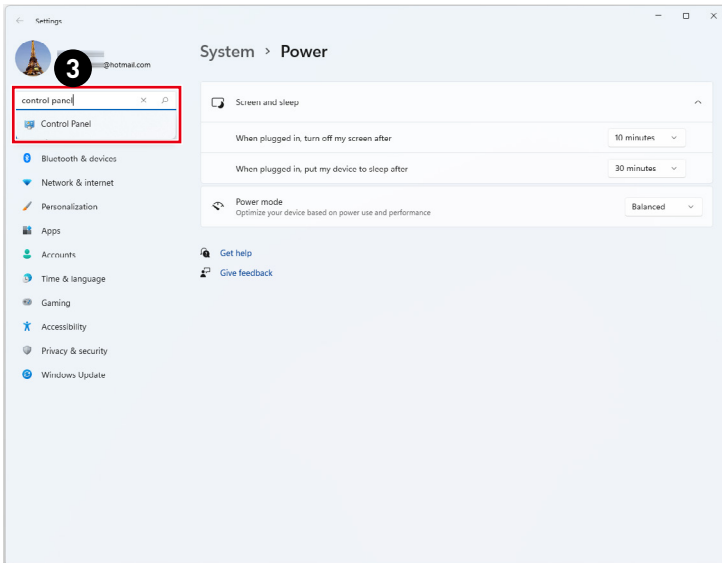 Settings
@hotmail.com
3
control panel
Control Panel
Bluetooth & devices
Network & internet
Personalization
Apps
Accounts
Time & language
Gaming
Accessibility
Privacy & security
Windows Update
System > Power
Screen and sleep
When plugged in, turn off my screen after 10 minutes
When plugged in, put my device to sleep after 30 minutes
Power mode
Optimize your device based on power use and performance
Balanced
Get help
Give feedback